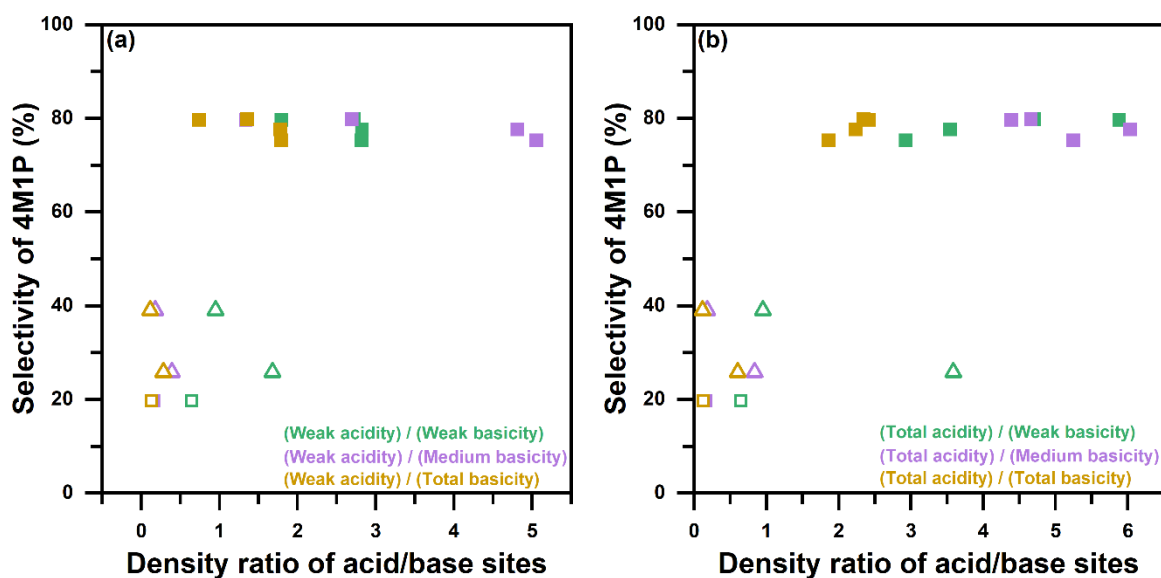 (a)
Selectivity of 4M1P (%)
100
80
60
40
20
0
(Weak acidity) / (Weak basicity)
(Weak acidity) / (Medium basicity)
(Weak acidity) / (Total basicity)
0 1 2 3 4 5
Density ratio of acid/base sites
(b)
Selectivity of 4M1P (%)
100
80
60
40
20
0
(Total acidity) / (Weak basicity)
(Total acidity) / (Medium basicity)
(Total acidity) / (Total basicity)
0 1 2 3 4 5 6
Density ratio of acid/base sites